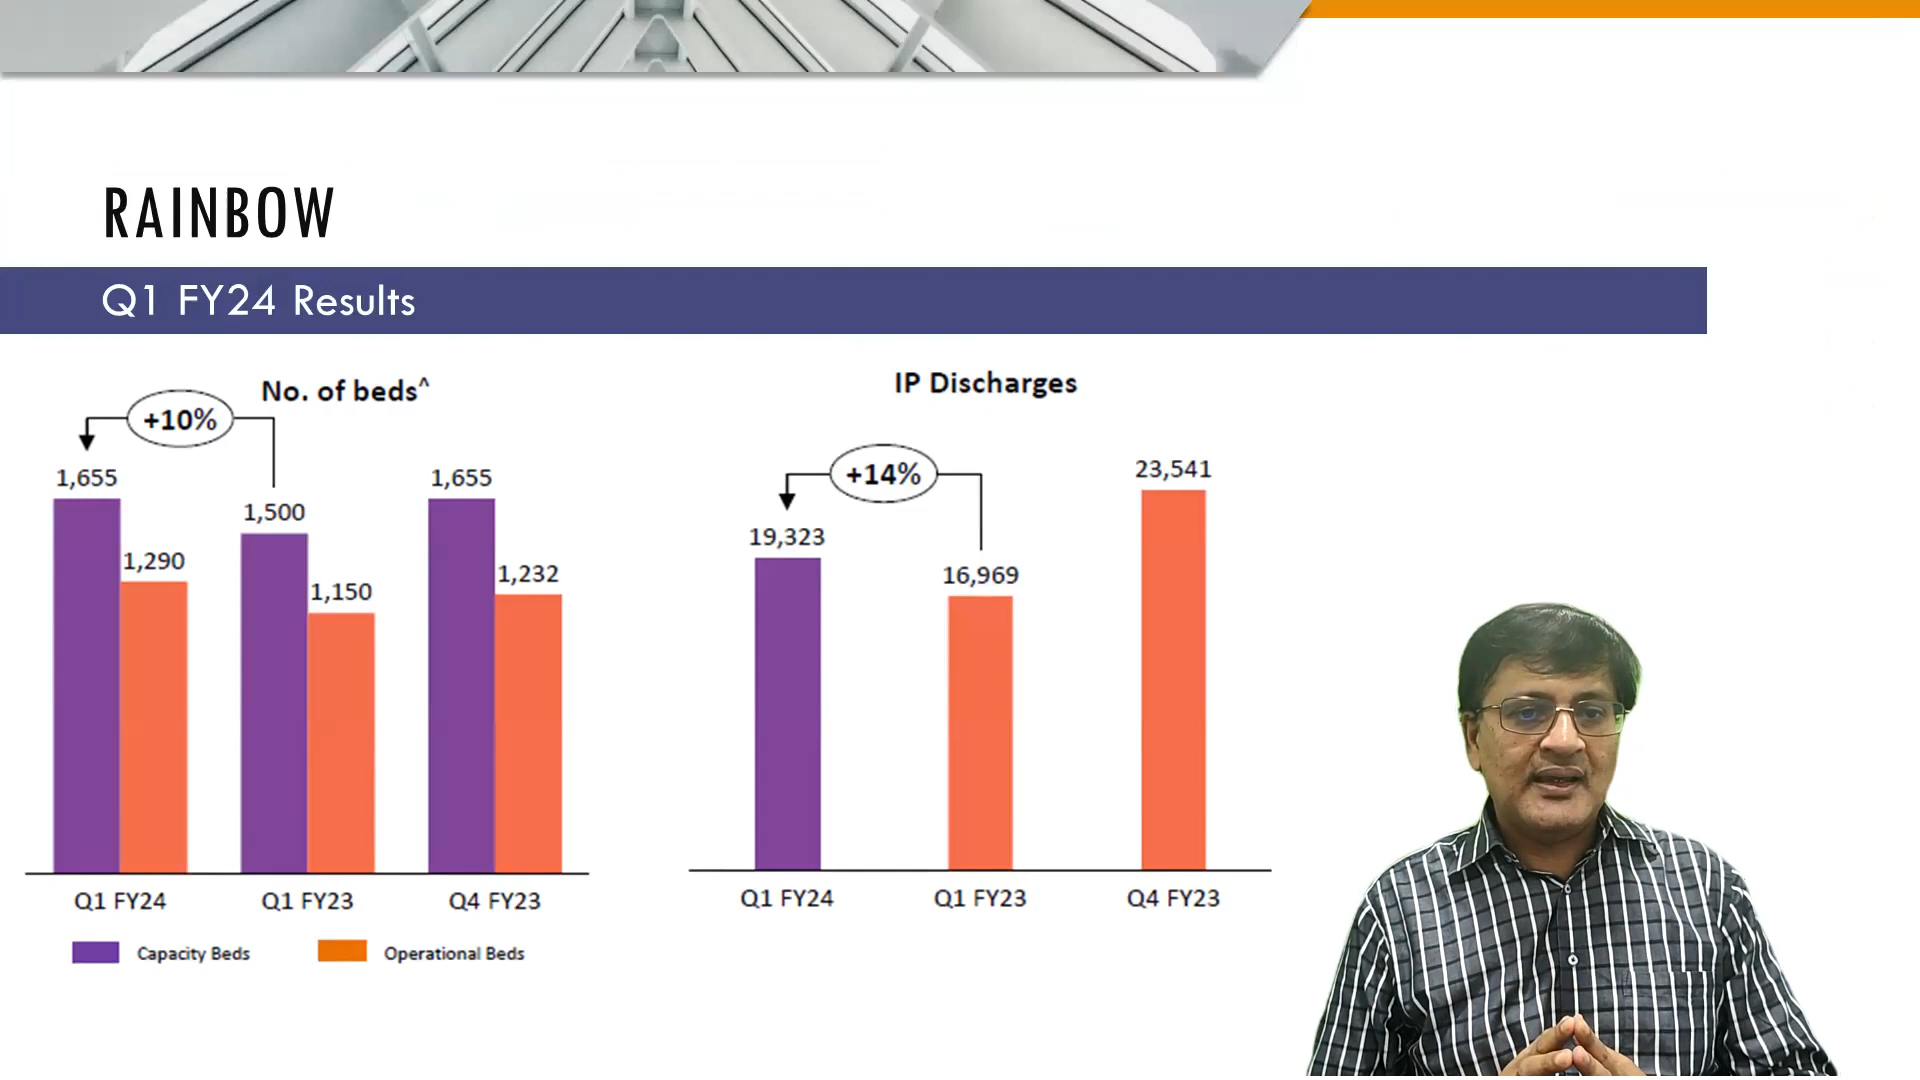 RAINBOW
Q1 FY24 Results
No. of beds^
+10%
1,655
1,290
1,500
1,150
1,655
1,232
Q1 FY24
Q1 FY23
Q4 FY23
Capacity Beds
Operational Beds
IP Discharges
+14%
19,323
16,969
23,541
Q1 FY24
Q1 FY23
Q4 FY23